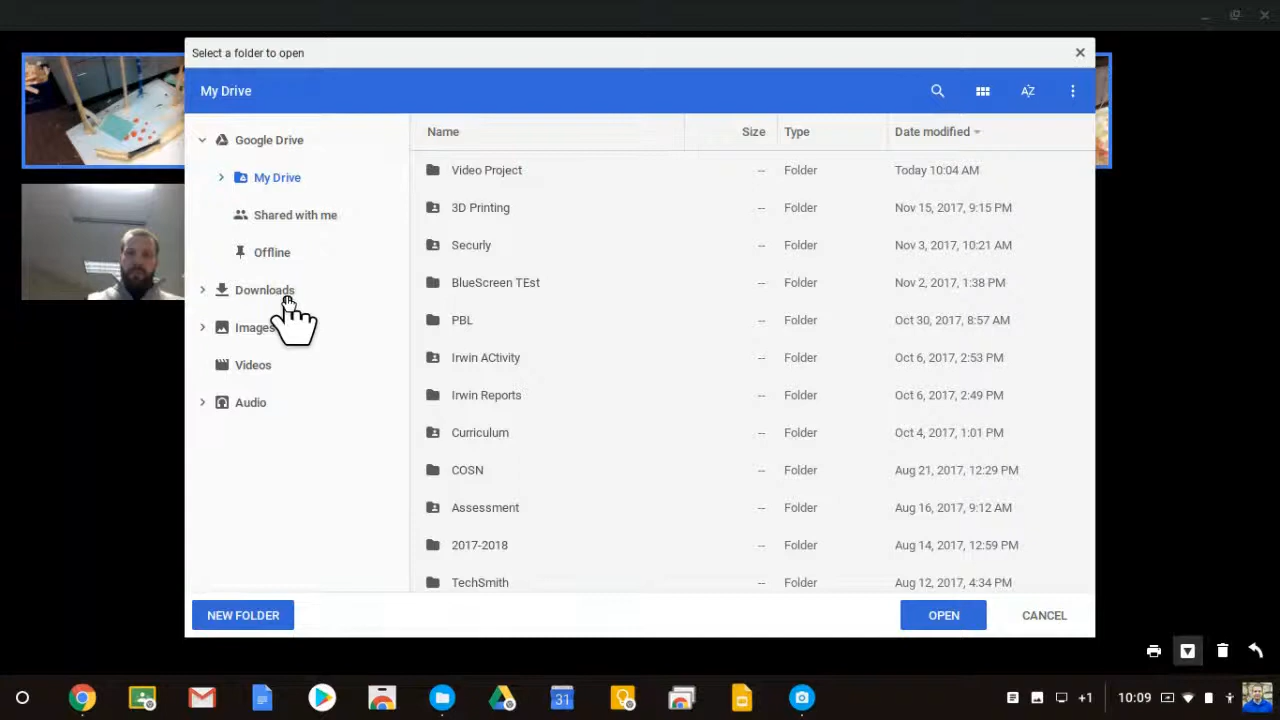 Select a folder to open
My Drive
Google Drive
My Drive
Shared with me
Offline
Downloads
Images
Videos
Audio
Name Size Type Date modified
Video Project -- Folder Today 10:04 AM
3D Printing -- Folder Nov 15, 2017, 9:15 PM
Securly -- Folder Nov 3, 2017, 10:21 AM
BlueScreen TEst -- Folder Nov 2, 2017, 1:38 PM
PBL -- Folder Oct 30, 2017, 8:57 AM
Irwin ACtivity -- Folder Oct 6, 2017, 2:53 PM
Irwin Reports -- Folder Oct 6, 2017, 2:49 PM
Curriculum -- Folder Oct 4, 2017, 1:01 PM
COSN -- Folder Aug 21, 2017, 12:29 PM
Assessment -- Folder Aug 16, 2017, 9:12 AM
2017-2018 -- Folder Aug 14, 2017, 12:59 PM
TechSmith -- Folder Aug 12, 2017, 4:34 PM
NEW FOLDER OPEN CANCEL
31 +1 10:09